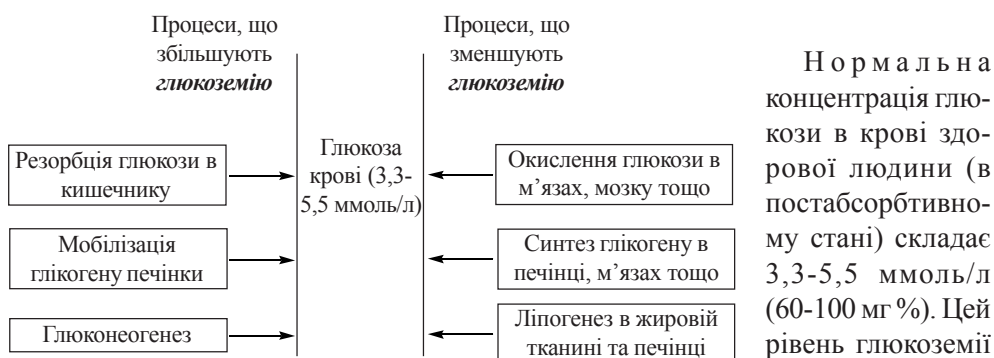 Процеси, що
збільшують
глюкоземію
Процеси, що
зменшують
глюкоземію
Резорбція глюкози в
кишечнику
Мобілізація
глікогену печінки
Глюконеогенез
Глюкоза
крові (3,3-
5,5 ммоль/л)
Окислення глюкози в
м’язах, мозку тощо
Синтез глікогену в
печінці, м’язах тощо
Ліпогенез в жировій
тканині та печінці
Нормальна
концентрація глю-
кози в крові здо-
рової людини (в
постабсорбтивно-
му стані) складає
3,3-5,5 ммоль/л
(60-100 мг %). Цей
рівень глюкоземії